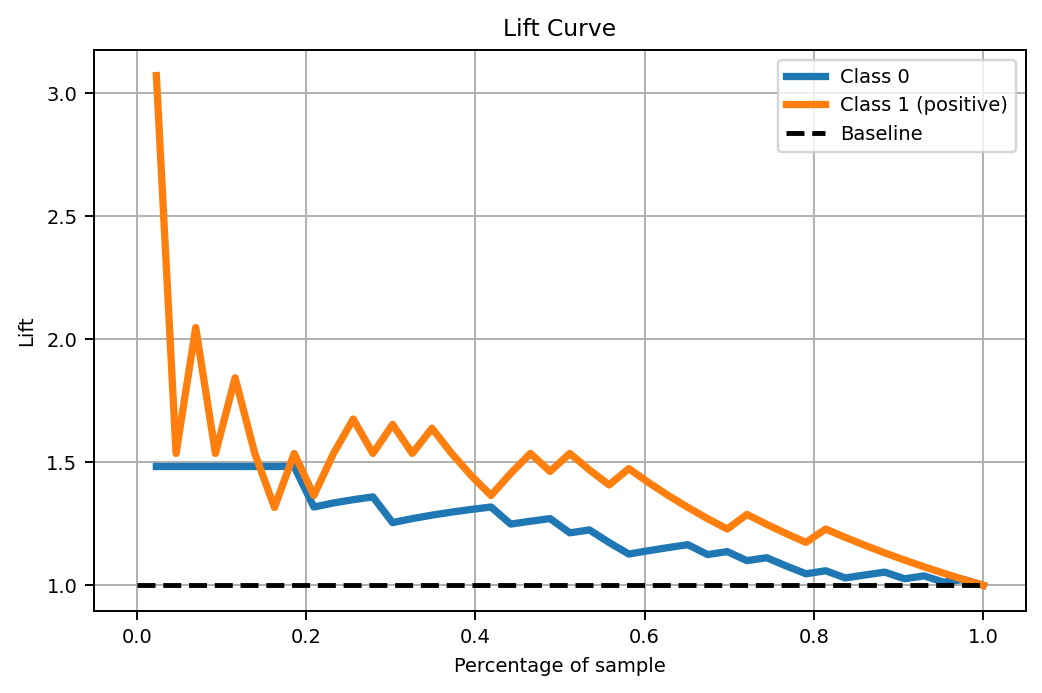 Lift Curve
Class 0
Class 1 (positive)
Baseline
Lift
3.0
2.5
2.0
1.5
1.0
0.0 0.2 0.4 0.6 0.8 1.0
Percentage of sample